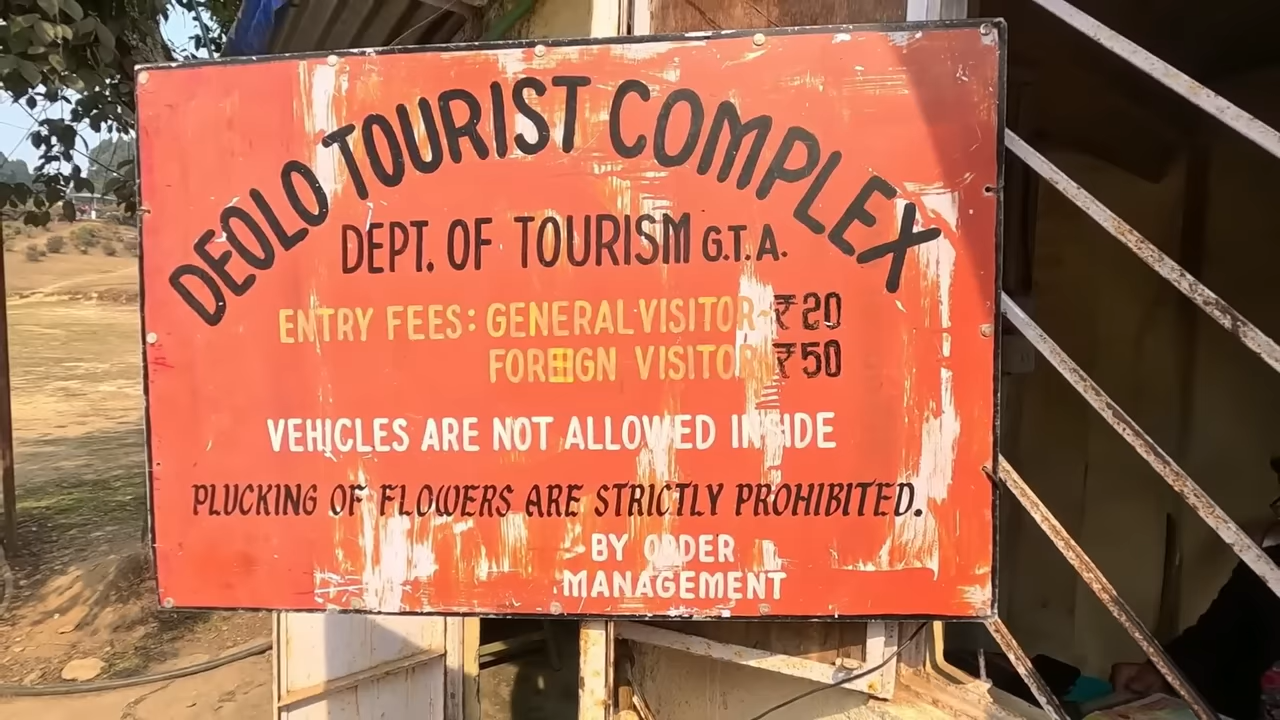 DEOLO TOURIST COMPLEX
DEPT. OF TOURISM G.T.A.
ENTRY FEES: GENERAL VISITOR-₹20
FOREIGN VISITOR-₹50
VEHICLES ARE NOT ALLOWED INSIDE
PLUCKING OF FLOWERS ARE STRICTLY PROHIBITED.
BY ORDER
MANAGEMENT